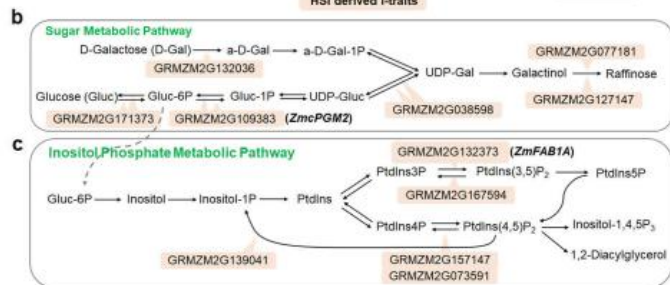 HSI derived i-traits
b
Sugar Metabolic Pathway
D-Galactose (D-Gal) a-D-Gal a-D-Gal-1P
GRMZM2G132036
GRMZM2G077181
UDP-Gal Galactinol Raffinose
Glucose (Gluc) Gluc-6P Gluc-1P UDP-Gluc
GRMZM2G171373 GRMZM2G109383 (ZmcPGM2)
GRMZM2G038598
GRMZM2G127147
c
Inositol Phosphate Metabolic Pathway
GRMZM2G132373 (ZmFAB1A)
PtdIns3P PtdIns(3,5)P₂ PtdIns5P
GRMZM2G167594
Gluc-6P Inositol Inositol-1P PtdIns
PtdIns4P PtdIns(4,5)P₂ Inositol-1,4,5P₃
GRMZM2G139041
GRMZM2G157147
GRMZM2G073591
1,2-Diacylglycerol